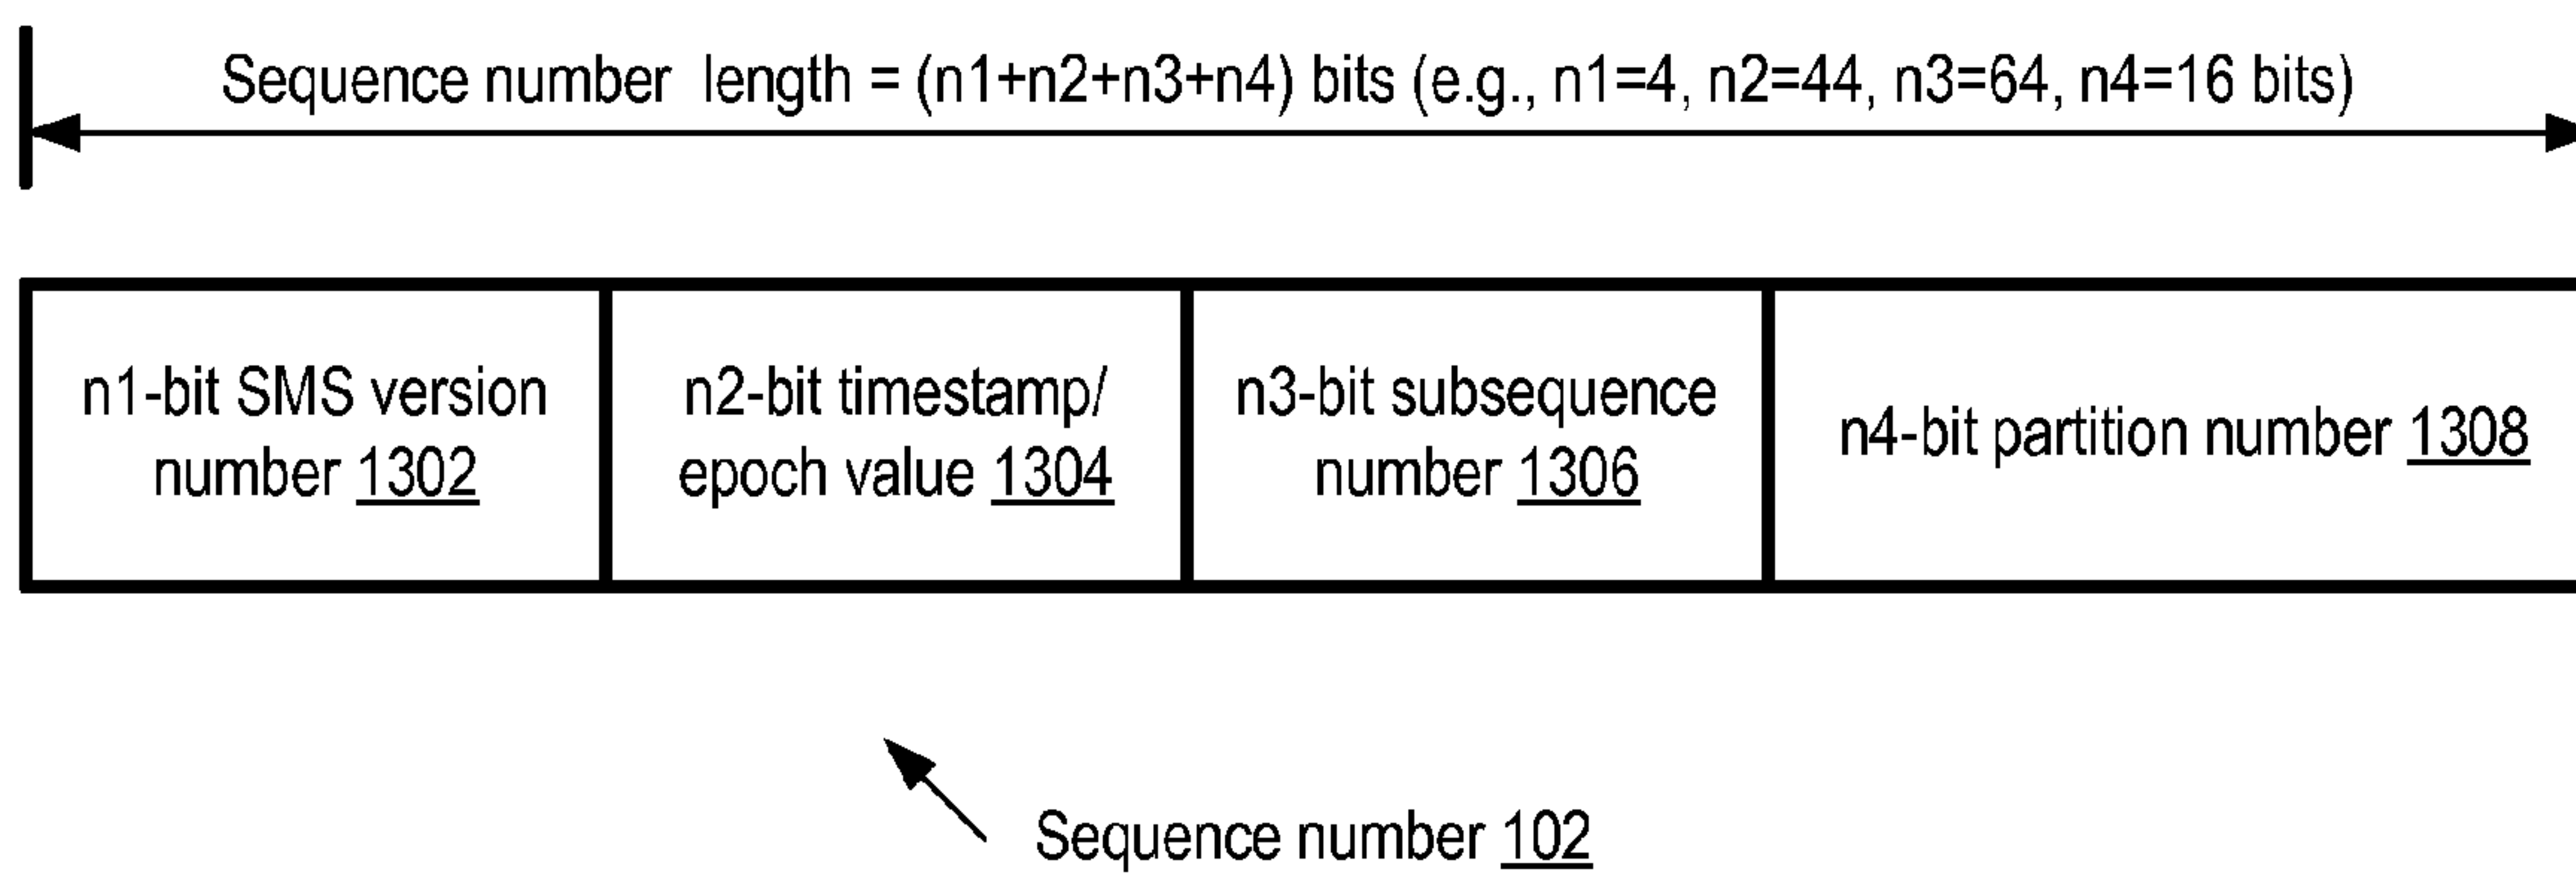 Sequence number length = (n1+n2+n3+n4) bits (e.g., n1=4, n2=44, n3=64, n4=16 bits)
n1-bit SMS version
number 1302
n2-bit timestamp/
epoch value 1304
n3-bit subsequence
number 1306
n4-bit partition number 1308
Sequence number 102